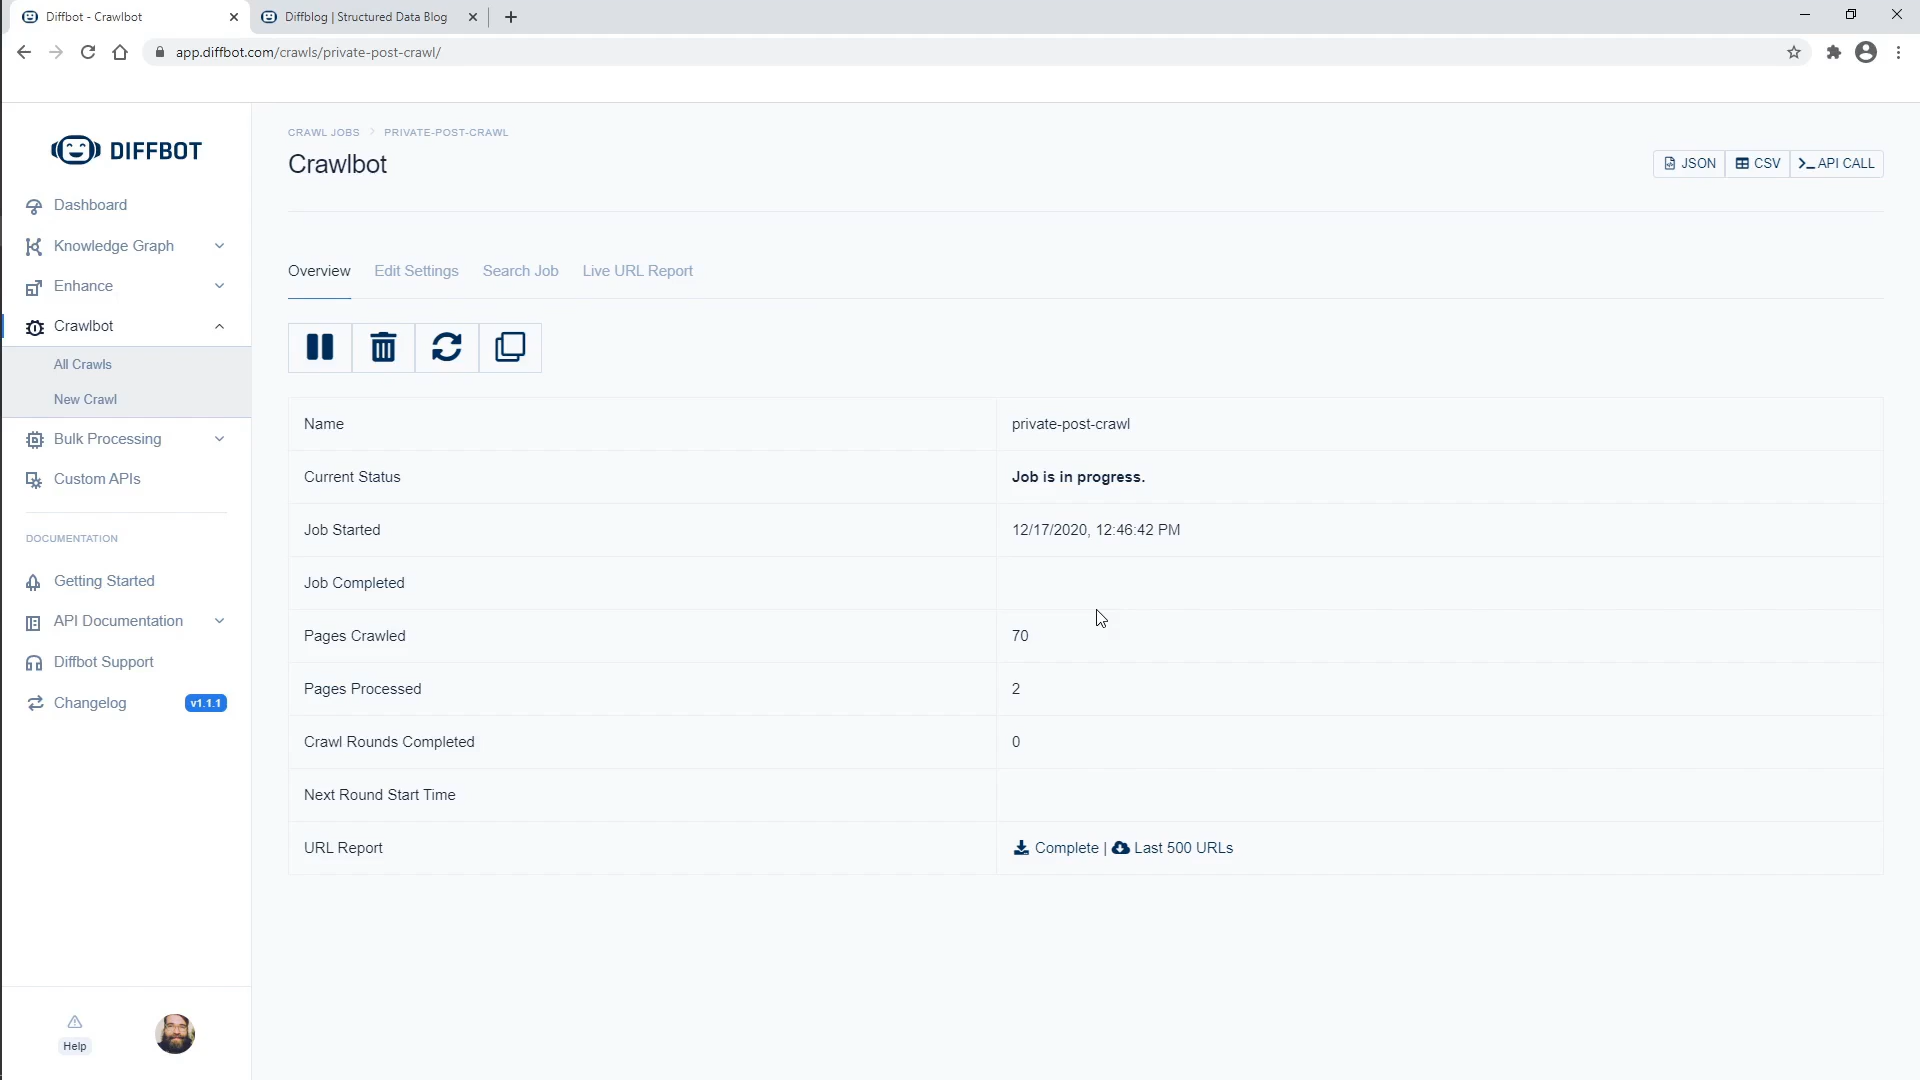 Diffbot - Crawlbot
Diffblog | Structured Data Blog
app.diffbot.com/crawls/private-post-crawl/
DIFFBOT
Dashboard
Knowledge Graph
Enhance
Crawlbot
All Crawls
New Crawl
Bulk Processing
Custom APIs
DOCUMENTATION
Getting Started
API Documentation
Diffbot Support
Changelog v1.1.1
Help
CRAWL JOBS > PRIVATE-POST-CRAWL
Crawlbot
JSON CSV API CALL
Overview Edit Settings Search Job Live URL Report
Name private-post-crawl
Current Status Job is in progress.
Job Started 12/17/2020, 12:46:42 PM
Job Completed
Pages Crawled 70
Pages Processed 2
Crawl Rounds Completed 0
Next Round Start Time
URL Report Complete | Last 500 URLs